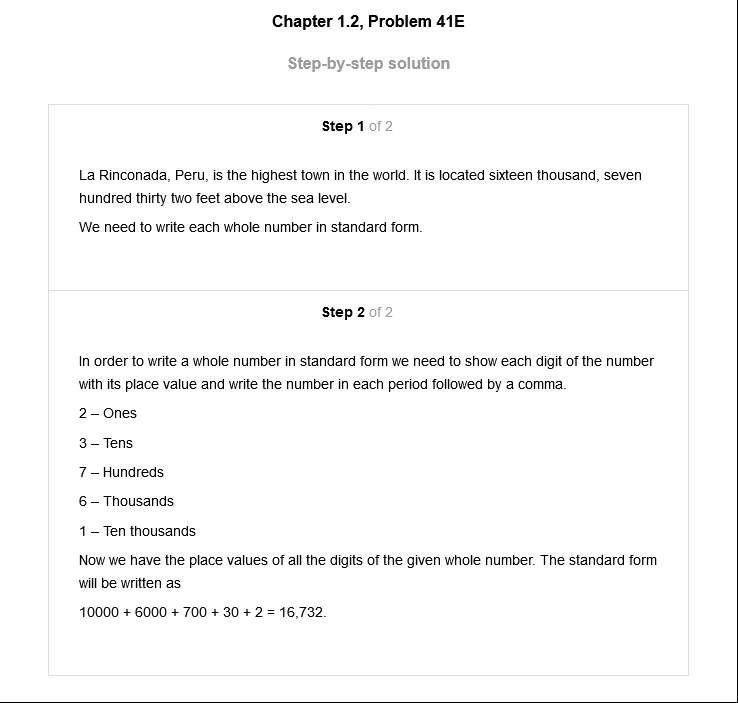 Chapter 1.2, Problem 41E
Step-by-step solution
Step 1 of 2
La Rinconada, Peru, is the highest town in the world. It is located sixteen thousand, seven
hundred thirty two feet above the sea level.
We need to write each whole number in standard form.
Step 2 of 2
In order to write a whole number in standard form we need to show each digit of the number
with its place value and write the number in each period followed by a comma.
2 – Ones
3 – Tens
7 – Hundreds
6 – Thousands
1 – Ten thousands
Now we have the place values of all the digits of the given whole number. The standard form
will be written as
10000 + 6000 + 700 + 30 + 2 = 16,732.